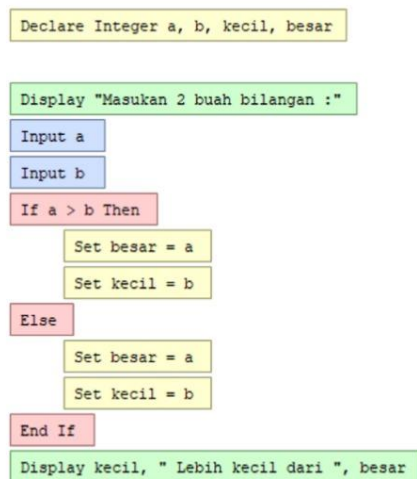 Declare Integer a, b, kecil, besar
Display "Masukan 2 buah bilangan :"
Input a
Input b
If a > b Then
Set besar = a
Set kecil = b
Else
Set besar = a
Set kecil = b
End If
Display kecil, " Lebih kecil dari ", besar